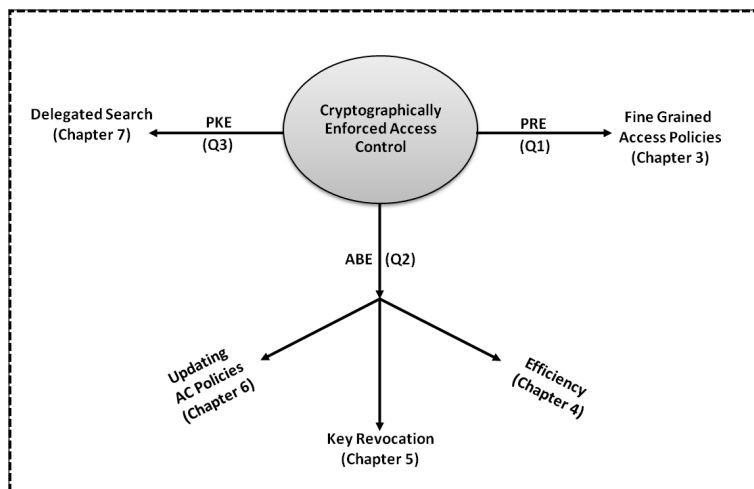 Cryptographically
Enforced Access
Control
Delegated Search
(Chapter 7)
PKE
(Q3)
PRE
(Q1)
Fine Grained
Access Policies
(Chapter 3)
ABE (Q2)
Updating
AC Policies
(Chapter 6)
Key Revocation
(Chapter 5)
Efficiency
(Chapter 4)